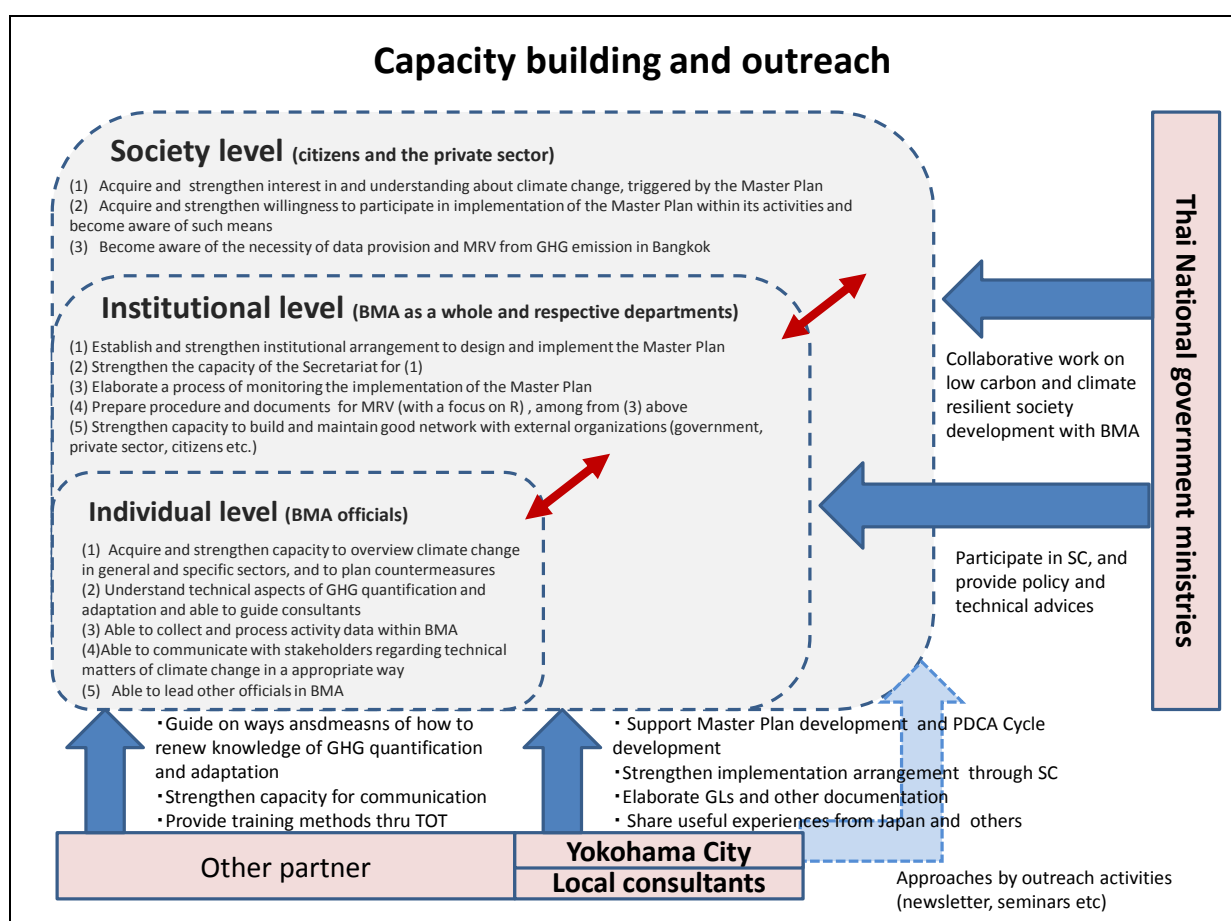 Capacity building and outreach
Society level (citizens and the private sector)
(1) Acquire and strengthen interest in and understanding about climate change, triggered by the Master Plan
(2) Acquire and strengthen willingness to participate in implementation of the Master Plan within its activities and
become aware of such means
(3) Become aware of the necessity of data provision and MRV from GHG emission in Bangkok
Institutional level (BMA as a whole and respective departments)
(1) Establish and strengthen institutional arrangement to design and implement the Master Plan
(2) Strengthen the capacity of the Secretariat for (1)
(3) Elaborate a process of monitoring the implementation of the Master Plan
(4) Prepare procedure and documents for MRV (with a focus on R) , among from (3) above
(5) Strengthen capacity to build and maintain good network with external organizations (government,
private sector, citizens etc.)
Individual level (BMA officials)
(1) Acquire and strengthen capacity to overview climate change
in general and specific sectors, and to plan countermeasures
(2) Understand technical aspects of GHG quantification and
adaptation and able to guide consultants
(3) Able to collect and process activity data within BMA
(4)Able to communicate with stakeholders regarding technical
matters of climate change in a appropriate way
(5) Able to lead other officials in BMA
Thai National government ministries
Collaborative work on
low carbon and climate
resilient society
development with BMA
Participate in SC, and
provide policy and
technical advices
・Guide on ways ansdmeasns of how to
renew knowledge of GHG quantification
and adaptation
・Strengthen capacity for communication
・Provide training methods thru TOT
・Support Master Plan development and PDCA Cycle
development
・Strengthen implementation arrangement through SC
・Elaborate GLs and other documentation
・Share useful experiences from Japan and others
Other partner
Yokohama City
Local consultants
Approaches by outreach activities
(newsletter, seminars etc)